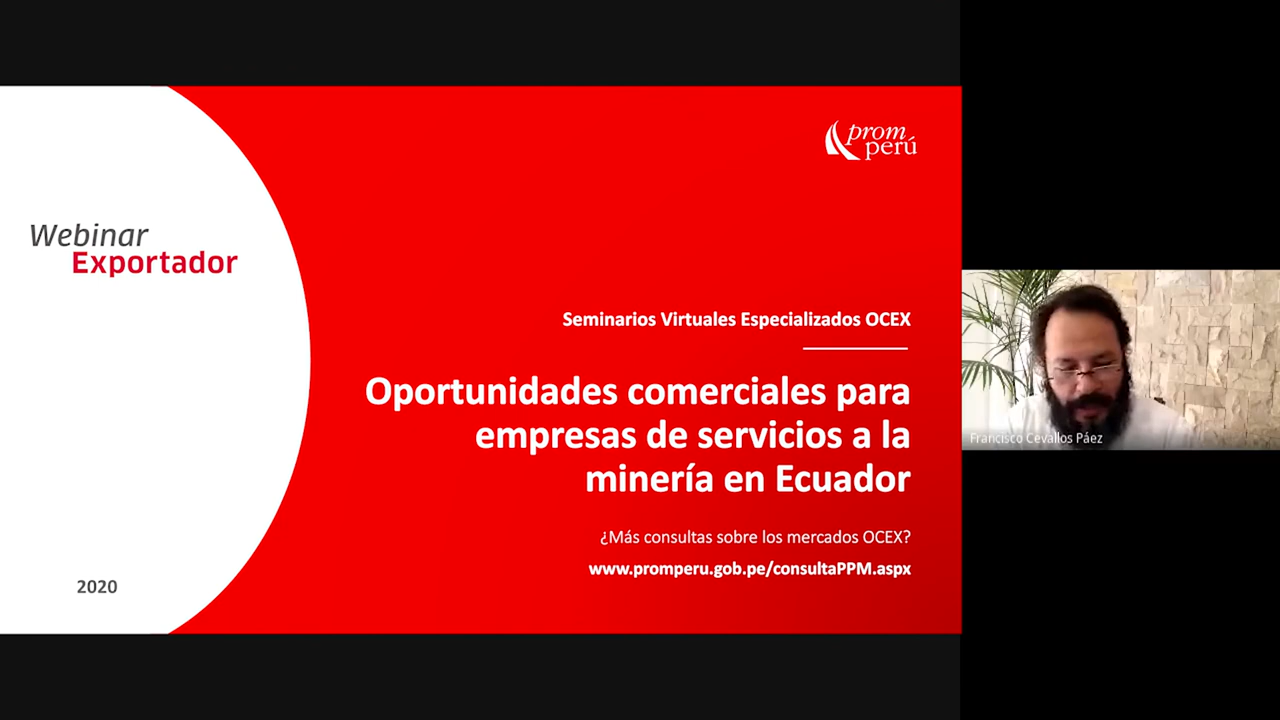 prom
perú
Webinar
Exportador
Seminarios Virtuales Especializados OCEX
Oportunidades comerciales para
empresas de servicios a la
minería en Ecuador
¿Más consultas sobre los mercados OCEX?
www.promperu.gob.pe/consultaPPM.aspx
2020
Francisco Cevallos Páez